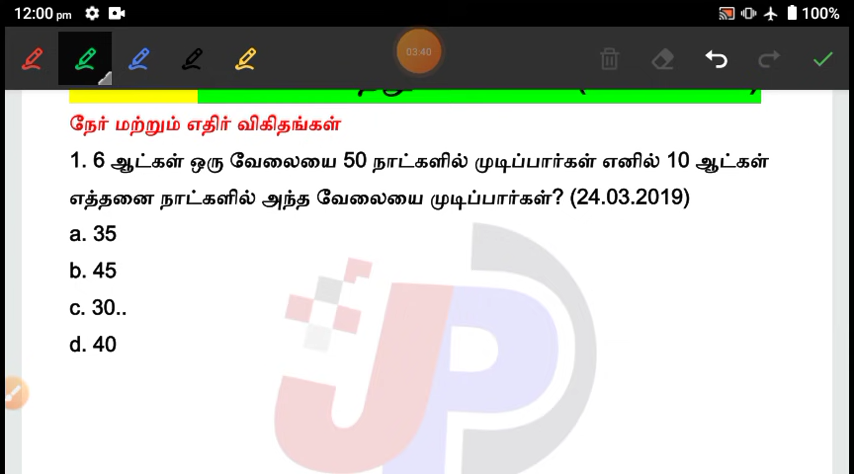 12:00 pm
100%
03:40
நேர் மற்றும் எதிர் விகிதங்கள்
1. 6 ஆட்கள் ஒரு வேலையை 50 நாட்களில் முடிப்பார்கள் எனில் 10 ஆட்கள்
எத்தனை நாட்களில் அந்த வேலையை முடிப்பார்கள்? (24.03.2019)
a. 35
b. 45
c. 30..
d. 40
JP